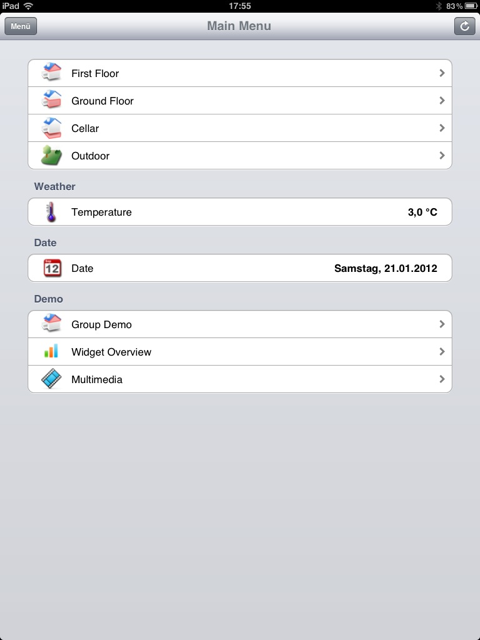 iPad 17:55 83%
Menü Main Menu
First Floor
Ground Floor
Cellar
Outdoor
Weather
Temperature 3,0 °C
Date
12 Date Samstag, 21.01.2012
Demo
Group Demo
Widget Overview
Multimedia